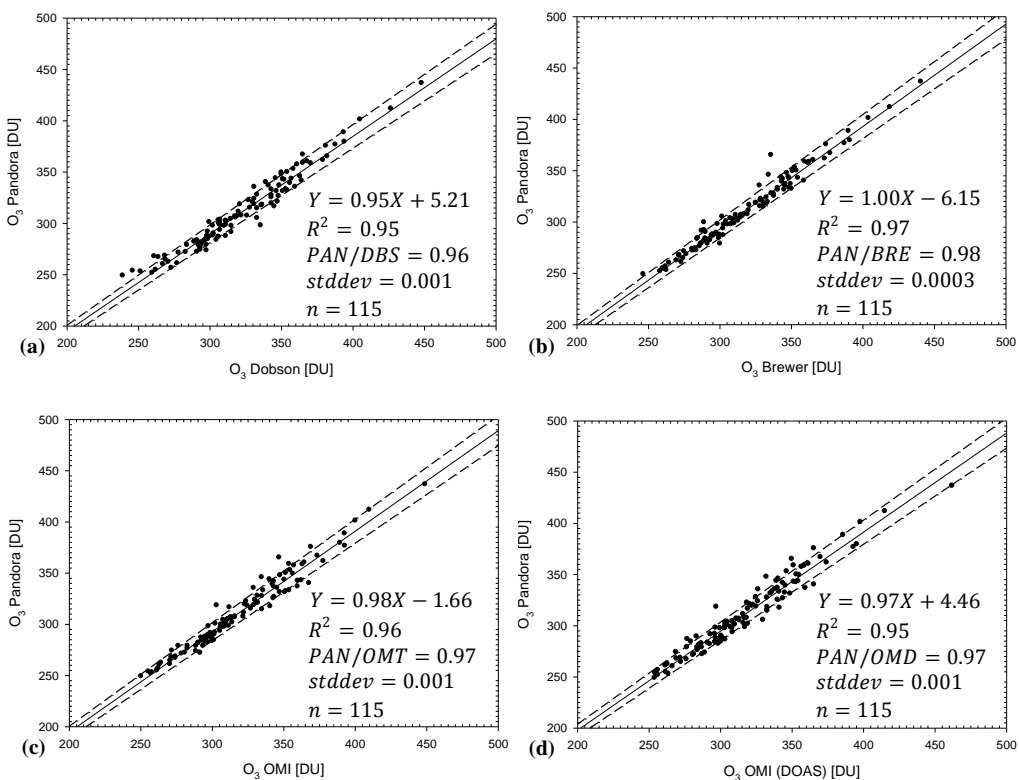 500
450
400
350
300
250
200
O3 Pandora [DU]
Y = 0.95X + 5.21
R² = 0.95
PAN/DBS = 0.96
stddev = 0.001
n = 115
200 250 300 350 400 450 500
(a)
O3 Dobson [DU]
500
450
400
350
300
250
200
O3 Pandora [DU]
Y = 1.00X − 6.15
R² = 0.97
PAN/BRE = 0.98
stddev = 0.0003
n = 115
200 250 300 350 400 450 500
(b)
O3 Brewer [DU]
500
450
400
350
300
250
200
O3 Pandora [DU]
Y = 0.98X − 1.66
R² = 0.96
PAN/OMT = 0.97
stddev = 0.001
n = 115
(c)
200 250 300 350 400 450 500
O3 OMI [DU]
500
450
400
350
300
250
200
O3 Pandora [DU]
Y = 0.97X + 4.46
R² = 0.95
PAN/OMD = 0.97
stddev = 0.001
n = 115
(d)
200 250 300 350 400 450 500
O3 OMI (DOAS) [DU]